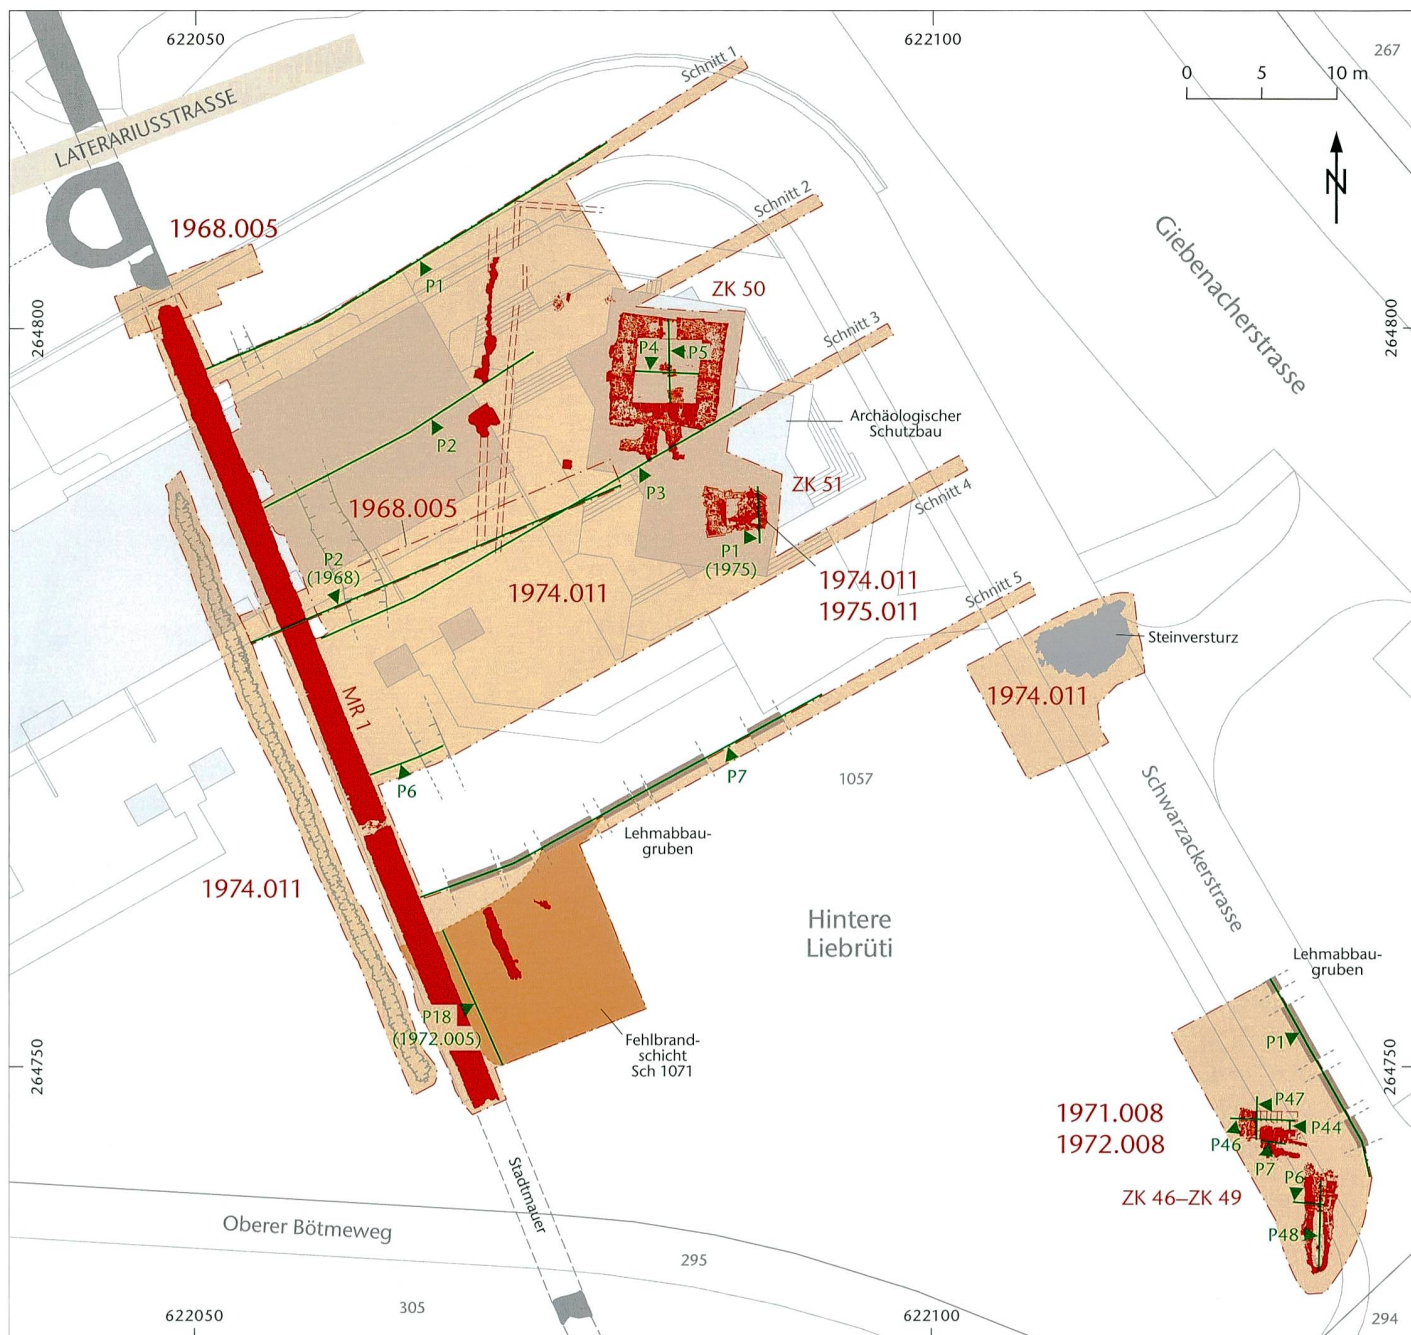 622050
622100
267
0 5 10 m
Schnitt 1
LATERARIUSSTRASSE
N
Schnitt 2
1968.005
Giebenacherstrasse
P1
ZK 50
264800
264800
Schnitt 3
P4
P5
Archäologischer
Schutzbau
P2
P3
ZK 51
Schnitt 4
1968.005
P2
(1968)
P1
(1975)
1974.011
1974.011
1975.011
Schnitt 5
Steinversturz
MR 1
1974.011
P7
1057
P6
Schwarzackerstrasse
Lehmabbau-
gruben
1974.011
Hintere
Liebrüti
Lehmabbau-
gruben
P18
(1972.005)
Fehlbrand-
schicht
Sch 1071
P1
264750
264750
P47
1971.008
1972.008
P44
P46
P7
P6
ZK 46–ZK 49
P48
Stadtmauer
Oberer Bötmeweg
295
305
622050
622100
294